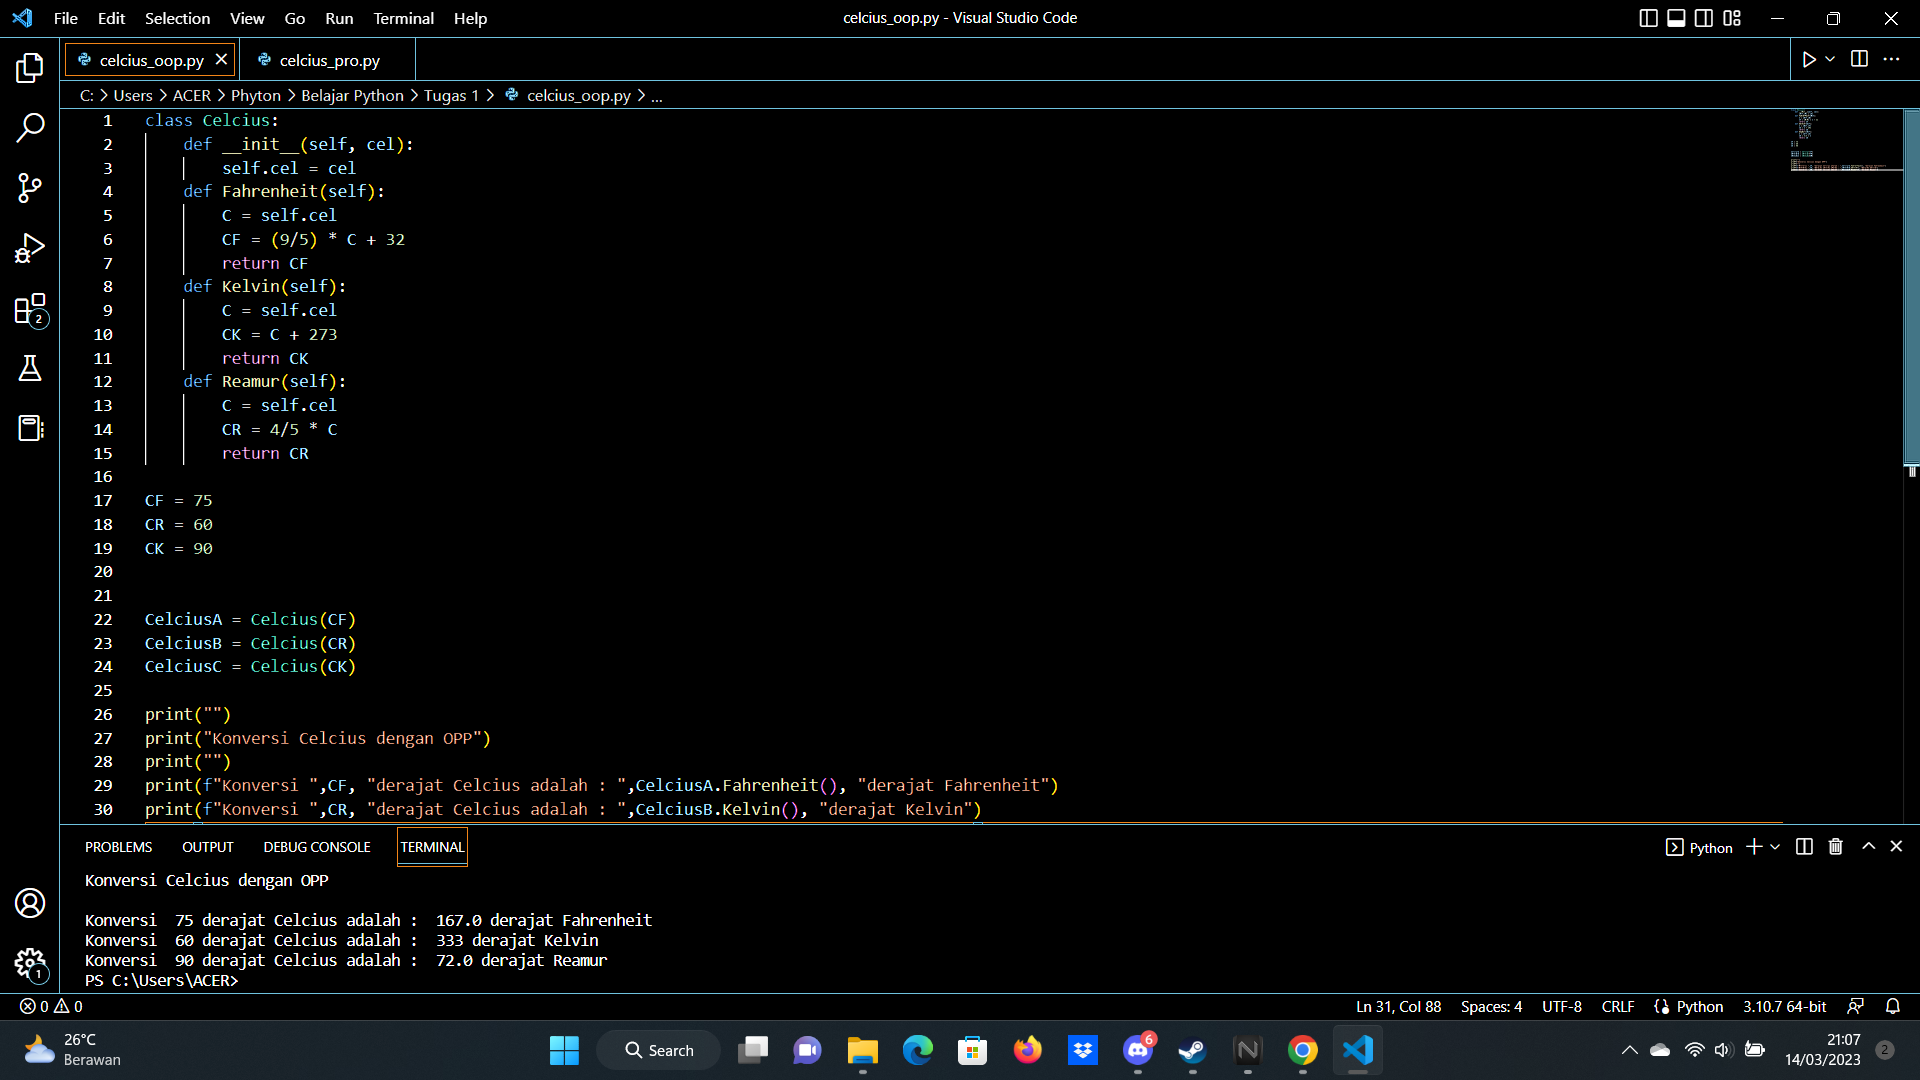 File Edit Selection View Go Run Terminal Help
celcius_oop.py - Visual Studio Code
celcius_oop.py celcius_pro.py
C: > Users > ACER > Phyton > Belajar Python > Tugas 1 > celcius_oop.py > ...
1 class Celcius:
2     def __init__(self, cel):
3         self.cel = cel
4     def Fahrenheit(self):
5         C = self.cel
6         CF = (9/5) * C + 32
7         return CF
8     def Kelvin(self):
9         C = self.cel
10         CK = C + 273
11         return CK
12     def Reamur(self):
13         C = self.cel
14         CR = 4/5 * C
15         return CR
16
17 CF = 75
18 CR = 60
19 CK = 90
20
21
22 CelciusA = Celcius(CF)
23 CelciusB = Celcius(CR)
24 CelciusC = Celcius(CK)
25
26 print("")
27 print("Konversi Celcius dengan OPP")
28 print("")
29 print(f"Konversi ",CF, "derajat Celcius adalah : ",CelciusA.Fahrenheit(), "derajat Fahrenheit")
30 print(f"Konversi ",CR, "derajat Celcius adalah : ",CelciusB.Kelvin(), "derajat Kelvin")
PROBLEMS OUTPUT DEBUG CONSOLE TERMINAL
Python
Konversi Celcius dengan OPP
Konversi  75 derajat Celcius adalah :  167.0 derajat Fahrenheit
Konversi  60 derajat Celcius adalah :  333 derajat Kelvin
Konversi  90 derajat Celcius adalah :  72.0 derajat Reamur
PS C:\Users\ACER>
2
1
0 0
Ln 31, Col 88 Spaces: 4 UTF-8 CRLF Python 3.10.7 64-bit
26°C
Berawan
Search
6
21:07
14/03/2023
2